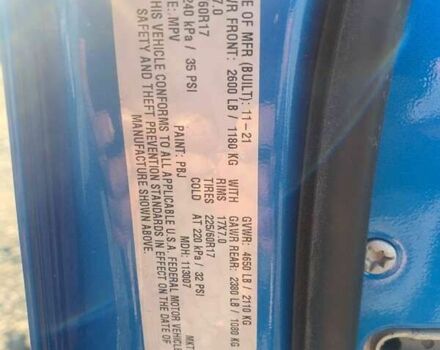 E OF MFR (BUILT): 11-21
GVWR: 4650 LB / 2110 KG
WR FRONT: 2600 LB / 1180 KG
WITH
GAWR REAR: 2380 LB / 1080 KG
7.0
RIMS
17X7.0
/60R17
TIRES
225/60R17
240 kPa / 35 PSI
COLD
AT 220 kPa / 32 PSI
E: MPV
PAINT: PBJ
MDH: 113007
MKT
THIS VEHICLE CONFORMS TO ALL APPLICABLE U.S.A. FEDERAL MOTOR VEHICLE
SAFETY AND THEFT PREVENTION STANDARDS IN EFFECT ON THE DATE OF
MANUFACTURE SHOWN ABOVE.